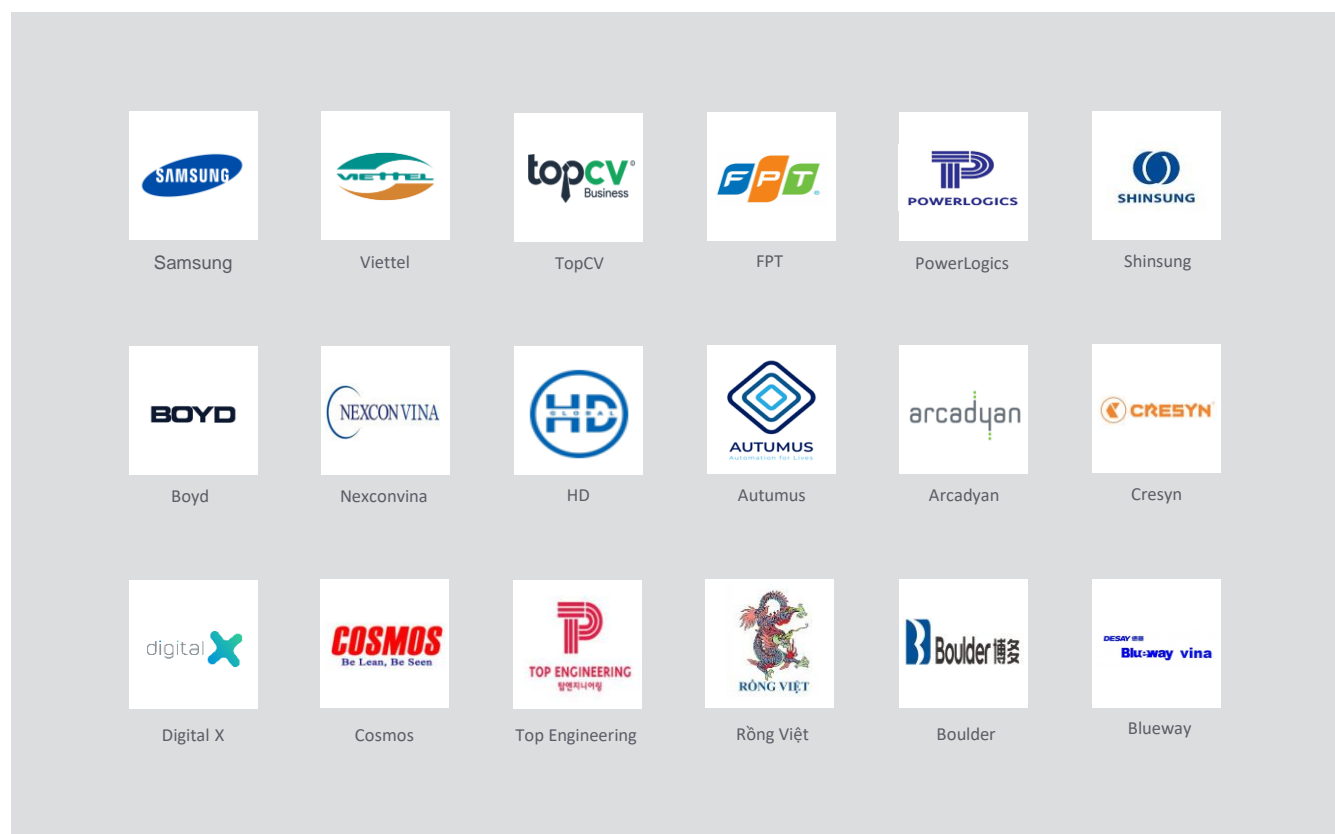 SAMSUNG
VIETTEL
topcv®
Business
FPT®
POWERLOGICS
SHINSUNG
Samsung
Viettel
TopCV
FPT
PowerLogics
Shinsung
BOYD
NEXCON VINA
HD
GLOBAL
AUTUMUS
Automation for Lives
arcadyan
CRESYN
Boyd
Nexconvina
HD
Autumus
Arcadyan
Cresyn
digital X
COSMOS
Be Lean, Be Seen
TOP ENGINEERING
탑엔지니어링
RỒNG VIỆT
Boulder 博多
DESAY 德赛
Blueway vina
Digital X
Cosmos
Top Engineering
Rồng Việt
Boulder
Blueway